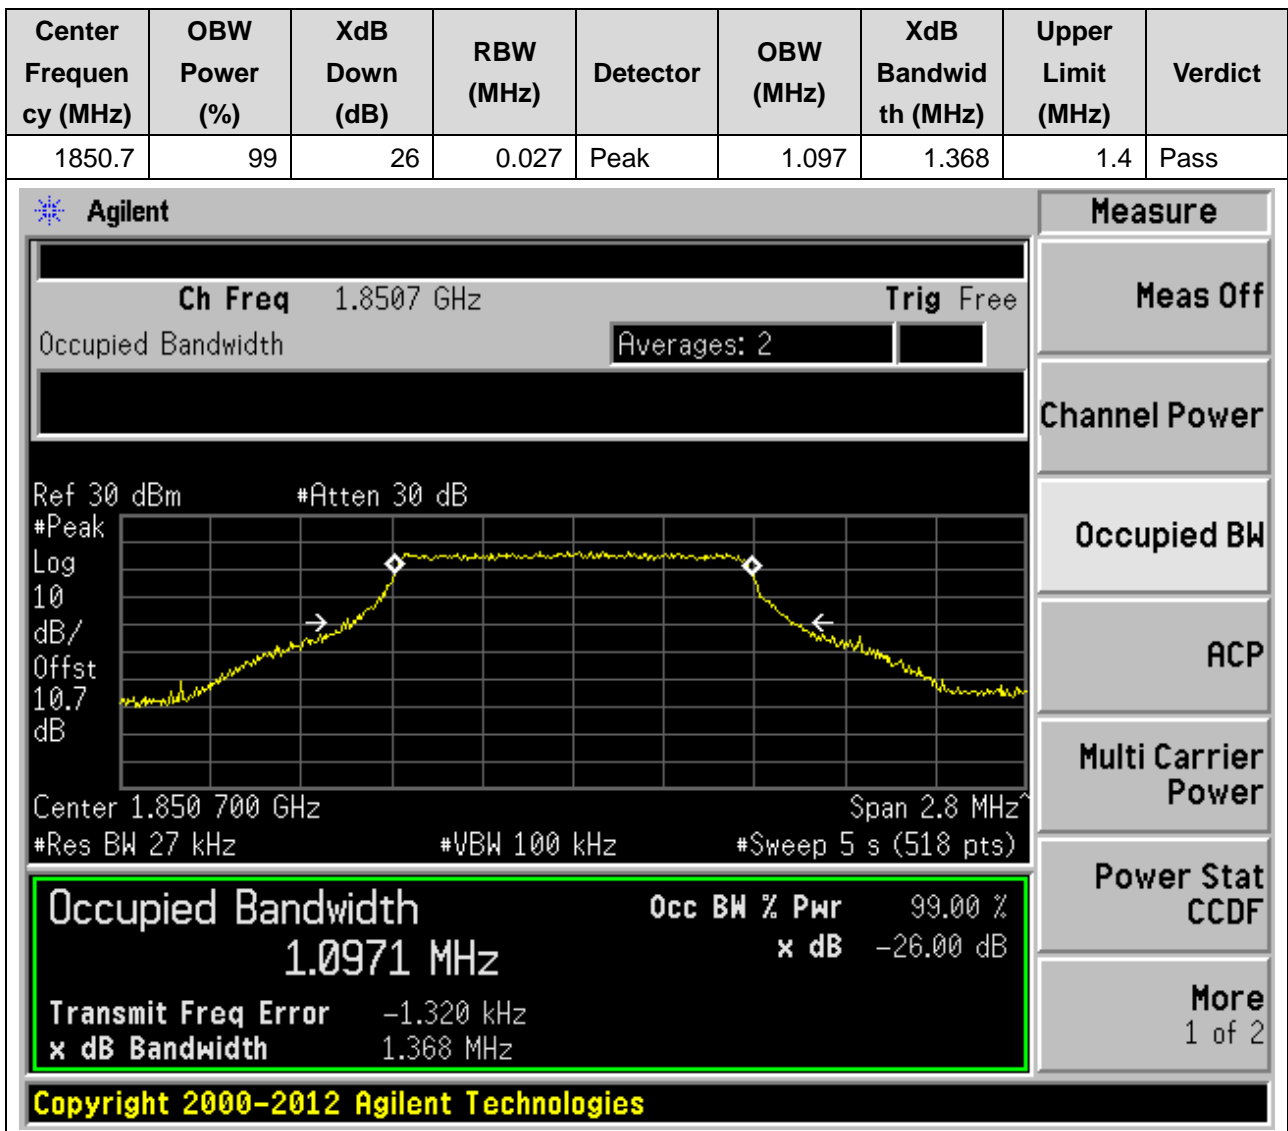 Center Frequen cy (MHz) OBW Power (%) XdB Down (dB) RBW (MHz) Detector OBW (MHz) XdB Bandwid th (MHz) Upper Limit (MHz) Verdict
1850.7 99 26 0.027 Peak 1.097 1.368 1.4 Pass
Agilent
Measure
Ch Freq 1.8507 GHz Trig Free
Meas Off
Occupied Bandwidth Averages: 2
Channel Power
Ref 30 dBm #Atten 30 dB
#Peak
Log
10
dB/
Offst
10.7
dB
Occupied BW
ACP
Multi Carrier
Power
Center 1.850 700 GHz Span 2.8 MHz^
#Res BW 27 kHz #VBW 100 kHz #Sweep 5 s (518 pts)
Occupied Bandwidth
1.0971 MHz
Occ BW % Pwr 99.00 %
x dB -26.00 dB
Power Stat
CCDF
Transmit Freq Error -1.320 kHz
x dB Bandwidth 1.368 MHz
More
1 of 2
Copyright 2000-2012 Agilent Technologies